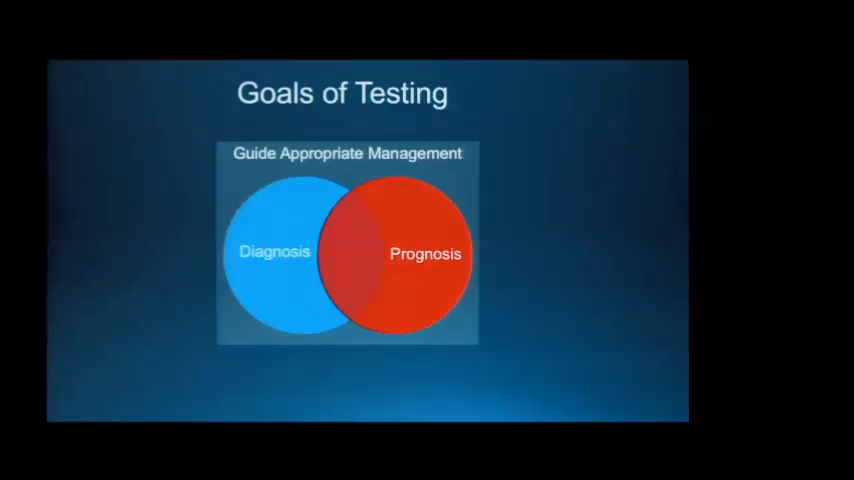 Goals of Testing
Guide Appropriate Management
Diagnosis
Prognosis